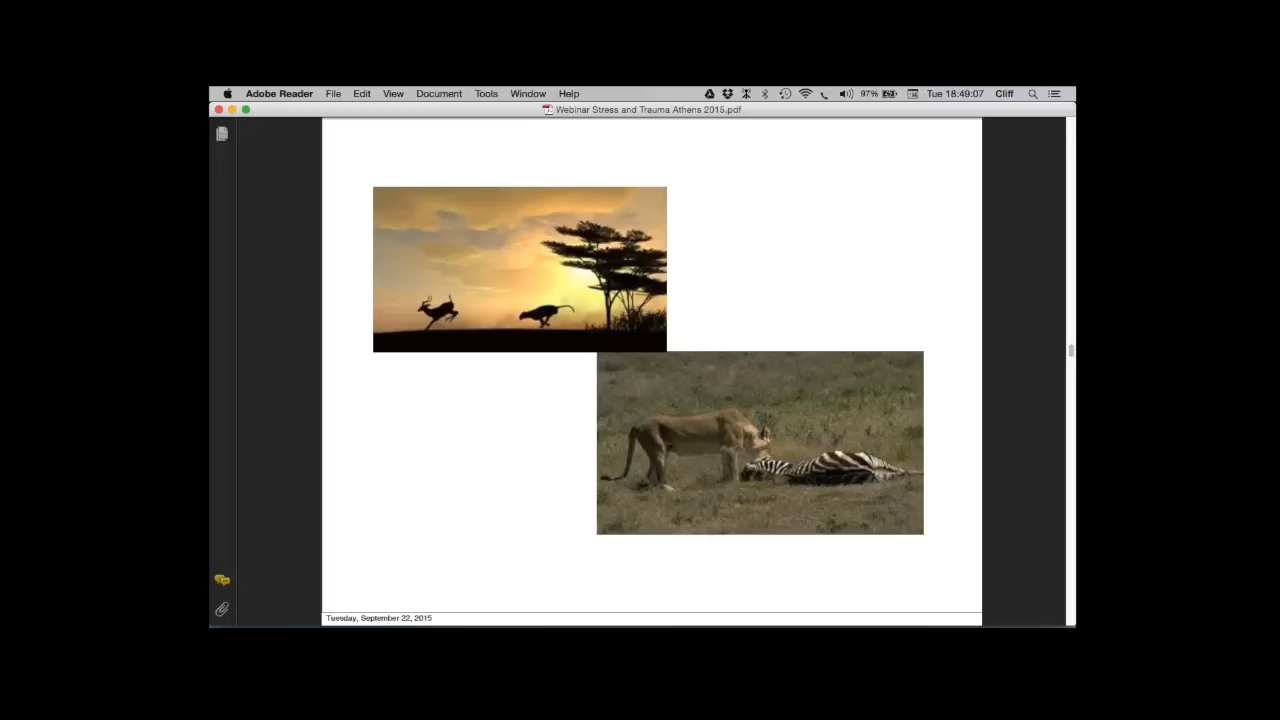 Adobe Reader File Edit View Document Tools Window Help 97% Tue 18:49:07 Cliff
Webinar Stress and Trauma Athens 2015.pdf
Tuesday, September 22, 2015